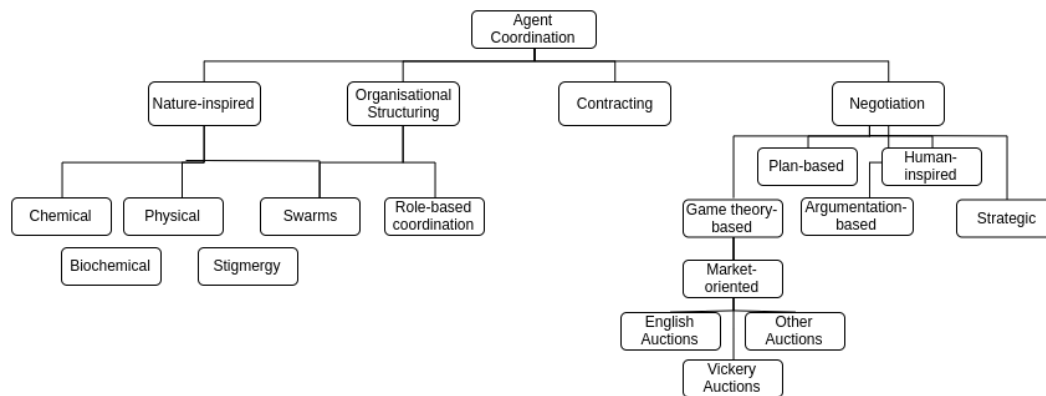 Agent
Coordination
Nature-inspired
Organisational
Structuring
Contracting
Negotiation
Plan-based
Human-
inspired
Chemical
Physical
Swarms
Role-based
coordination
Game theory-
based
Argumentation-
based
Strategic
Biochemical
Stigmergy
Market-
oriented
English
Auctions
Other
Auctions
Vickery
Auctions